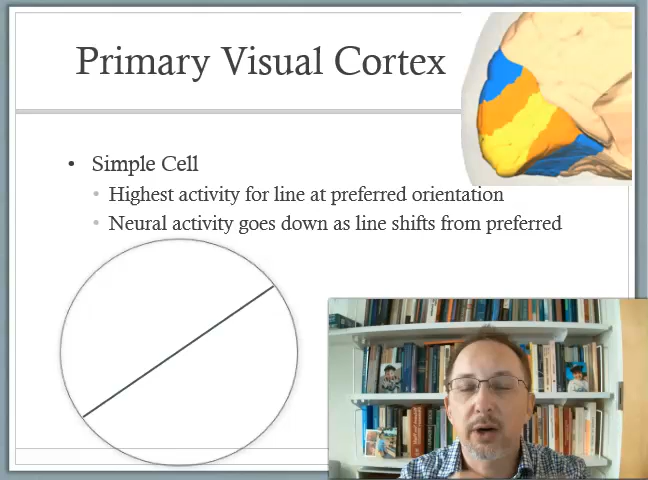 Primary Visual Cortex
• Simple Cell
• Highest activity for line at preferred orientation
• Neural activity goes down as line shifts from preferred